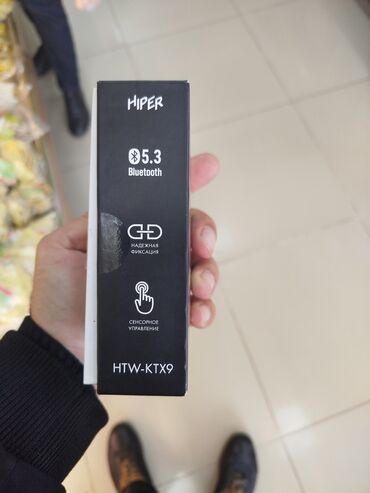 HIPER
5.3
Bluetooth
НАДЕЖНАЯ
ФИКСАЦИЯ
СЕНСОРНОЕ
УПРАВЛЕНИЕ
HTW-KTX9